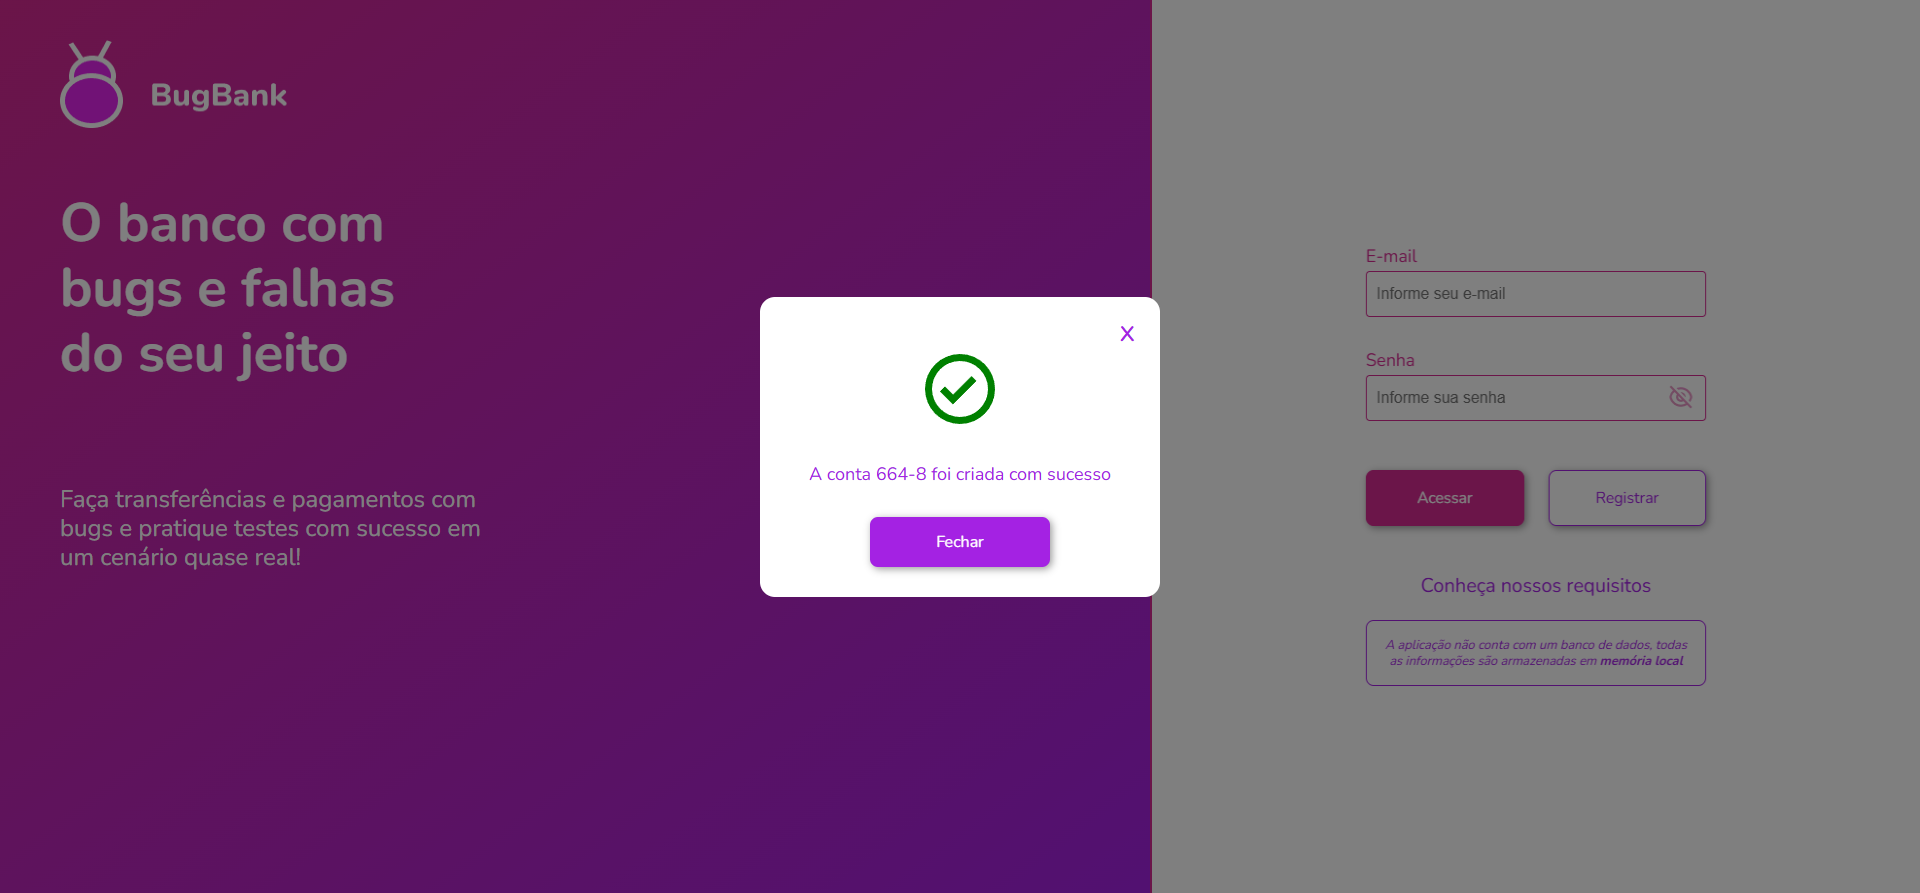 BugBank
O banco com
bugs e falhas
do seu jeito
Faça transferências e pagamentos com
bugs e pratique testes com sucesso em
um cenário quase real!
X
A conta 664-8 foi criada com sucesso
Fechar
E-mail
Informe seu e-mail
Senha
Informe sua senha
Acessar
Registrar
Conheça nossos requisitos
A aplicação não conta com um banco de dados, todas
as informações são armazenadas em memória local